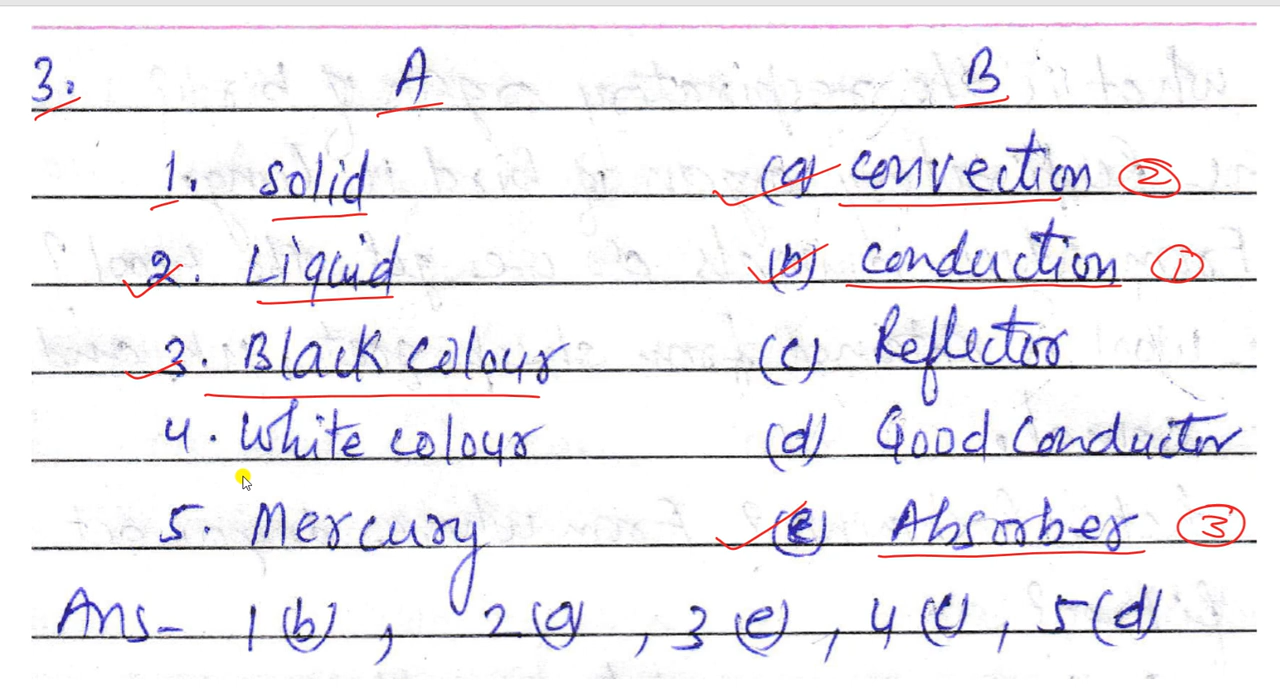 3. A B
1. Solid (a) convection ②
2. Liquid (b) conduction ①
3. Black colour (c) Reflector
4. White colour (d) Good Conductor
5. Mercury (e) Absorber ③
Ans- 1(b), 2(a), 3(e), 4(c), 5(d)